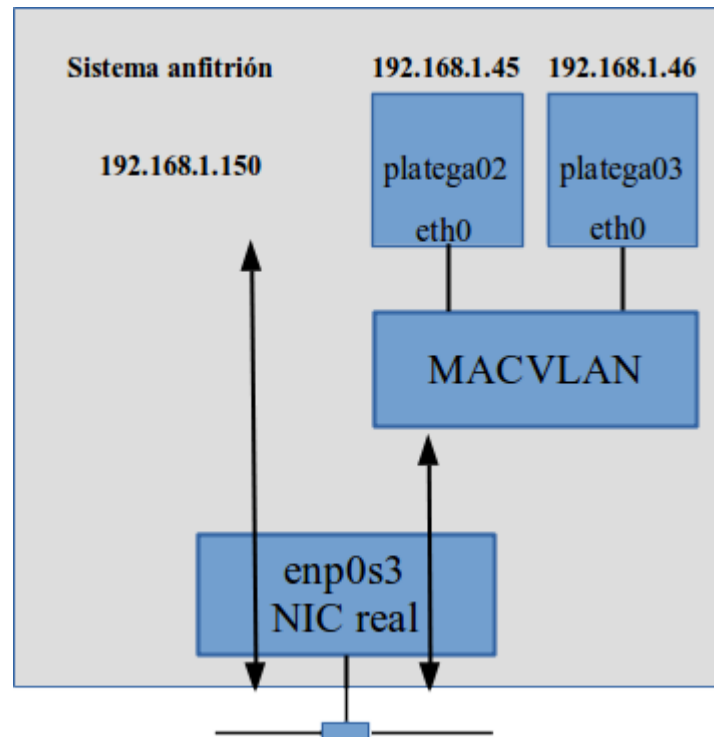 Sistema anfitrión
192.168.1.45
192.168.1.46
192.168.1.150
platega02
eth0
platega03
eth0
MACVLAN
enp0s3
NIC real